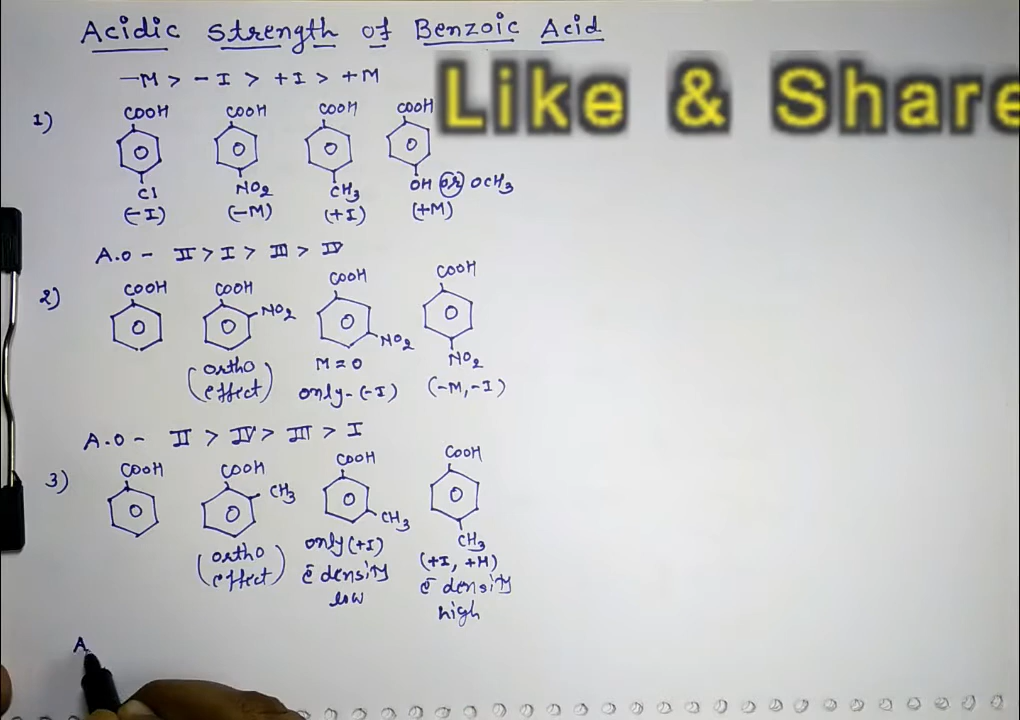 Acidic Strength of Benzoic Acid
-M > -I > +I > +M
Like & Share
1) COOH COOH COOH COOH
Cl NO2 CH3 OH or OCH3
(-I) (-M) (+I) (+M)
A.O - II > I > III > IV
2) COOH COOH COOH COOH
NO2 NO2 NO2
(ortho effect) M = 0 only - (-I) (-M, -I)
A.O - II > IV > III > I
3) COOH COOH COOH COOH
CH3 CH3 CH3
(ortho effect) only (+I) ē density low (+I, +H) ē density high
A